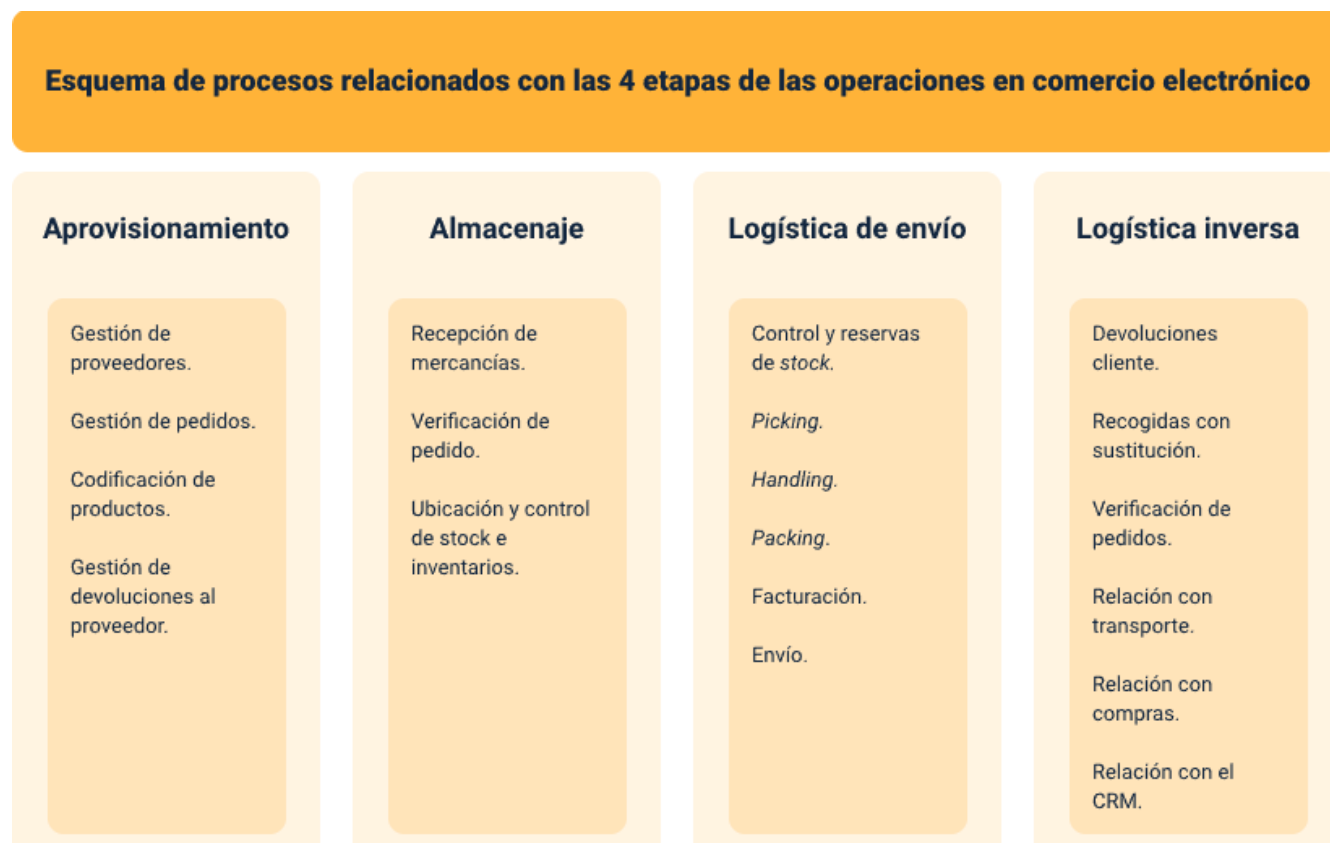 Esquema de procesos relacionados con las 4 etapas de las operaciones en comercio electrónico
Aprovisionamiento
Gestión de
proveedores.
Gestión de pedidos.
Codificación de
productos.
Gestión de
devoluciones al
proveedor.
Almacenaje
Recepción de
mercancías.
Verificación de
pedido.
Ubicación y control
de stock e
inventarios.
Logística de envío
Control y reservas
de stock.
Picking.
Handling.
Packing.
Facturación.
Envío.
Logística inversa
Devoluciones
cliente.
Recogidas con
sustitución.
Verificación de
pedidos.
Relación con
transporte.
Relación con
compras.
Relación con el
CRM.